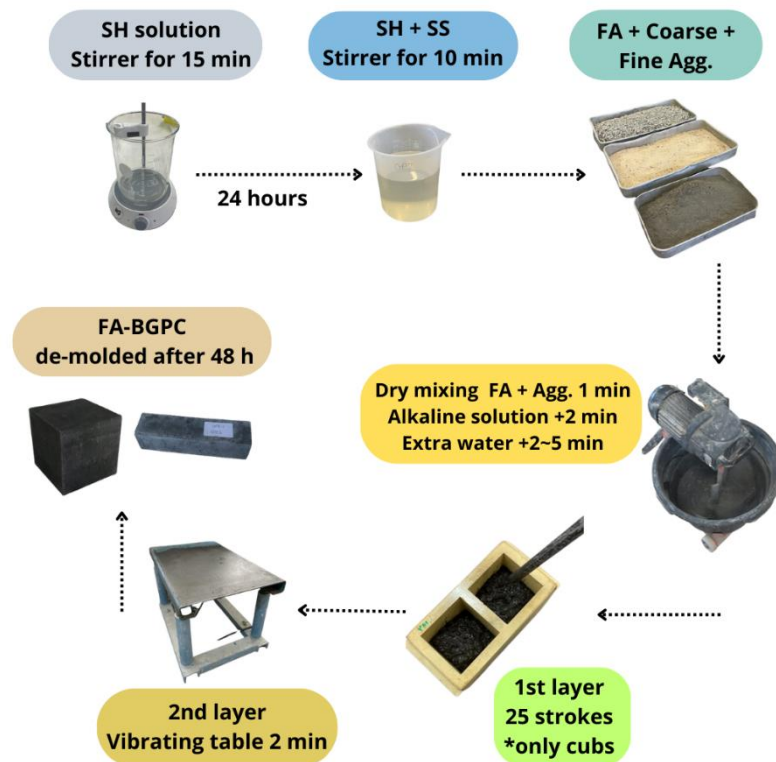 SH solution
Stirrer for 15 min
SH + SS
Stirrer for 10 min
FA + Coarse +
Fine Agg.
24 hours
Dry mixing FA + Agg. 1 min
Alkaline solution +2 min
Extra water +2~5 min
1st layer
25 strokes
*only cubs
2nd layer
Vibrating table 2 min
FA-BGPC
de-molded after 48 h